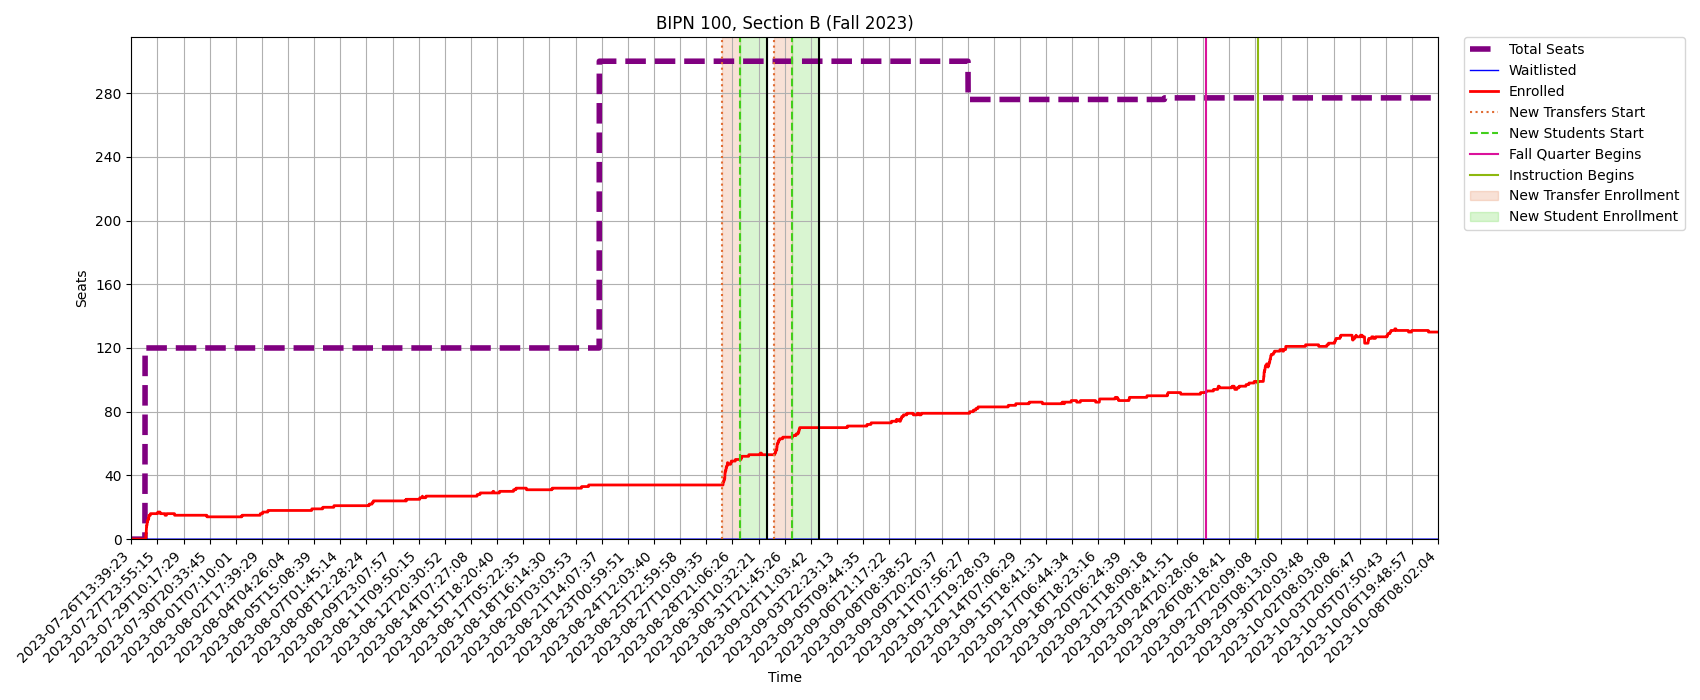 BIPN 100, Section B (Fall 2023)
Total Seats
Waitlisted
Enrolled
New Transfers Start
New Students Start
Fall Quarter Begins
Instruction Begins
New Transfer Enrollment
New Student Enrollment
Seats
280
240
200
160
120
80
40
0
2023-07-26T13:39:23
2023-07-27T23:55:15
2023-07-29T10:17:29
2023-07-30T20:33:45
2023-08-01T07:10:01
2023-08-02T17:39:29
2023-08-04T04:26:04
2023-08-05T15:08:39
2023-08-07T01:45:14
2023-08-08T12:28:24
2023-08-09T23:07:57
2023-08-11T09:50:15
2023-08-12T20:30:52
2023-08-14T07:27:08
2023-08-15T18:20:40
2023-08-17T05:22:35
2023-08-18T16:14:30
2023-08-20T03:03:53
2023-08-21T14:07:37
2023-08-23T00:59:51
2023-08-24T12:03:40
2023-08-25T22:59:58
2023-08-27T10:09:35
2023-08-28T21:06:26
2023-08-30T10:32:21
2023-08-31T21:45:26
2023-09-02T11:03:42
2023-09-03T22:23:13
2023-09-05T09:44:35
2023-09-06T21:17:22
2023-09-08T08:38:52
2023-09-09T20:20:37
2023-09-11T07:56:27
2023-09-12T19:28:03
2023-09-14T07:06:29
2023-09-15T18:41:31
2023-09-17T06:44:34
2023-09-18T18:23:16
2023-09-20T06:24:39
2023-09-21T18:09:18
2023-09-23T08:41:51
2023-09-24T20:28:06
2023-09-26T08:18:41
2023-09-27T20:09:08
2023-09-29T08:13:00
2023-09-30T20:03:48
2023-10-02T08:03:08
2023-10-03T20:06:47
2023-10-05T07:50:43
2023-10-06T19:48:57
2023-10-08T08:02:04
Time